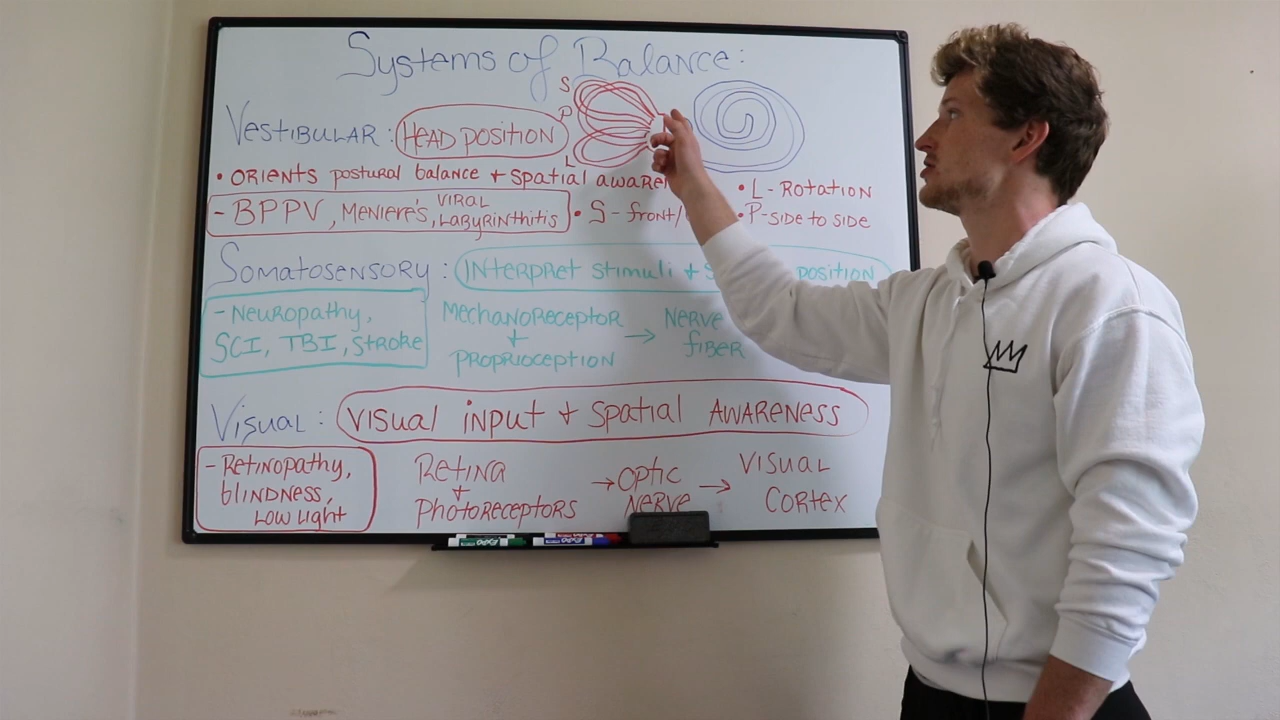 Systems of Balance:
S
P
L
Vestibular: Head position
• Orients postural balance + spatial
- BPPV, Meniere's, Viral Labyrinthitis
• S - front/
• L - Rotation
• P - side to side
Somatosensory: Interpret stimuli + position
- Neuropathy,
SCI, TBI, Stroke
Mechanoreceptor
+
Proprioception
→ Nerve
fiber
Visual: Visual input + Spatial Awareness
- Retinopathy,
blindness,
Low light
Retina
+
Photoreceptors
→ Optic
Nerve
→ Visual
Cortex
EXPO
EXPO